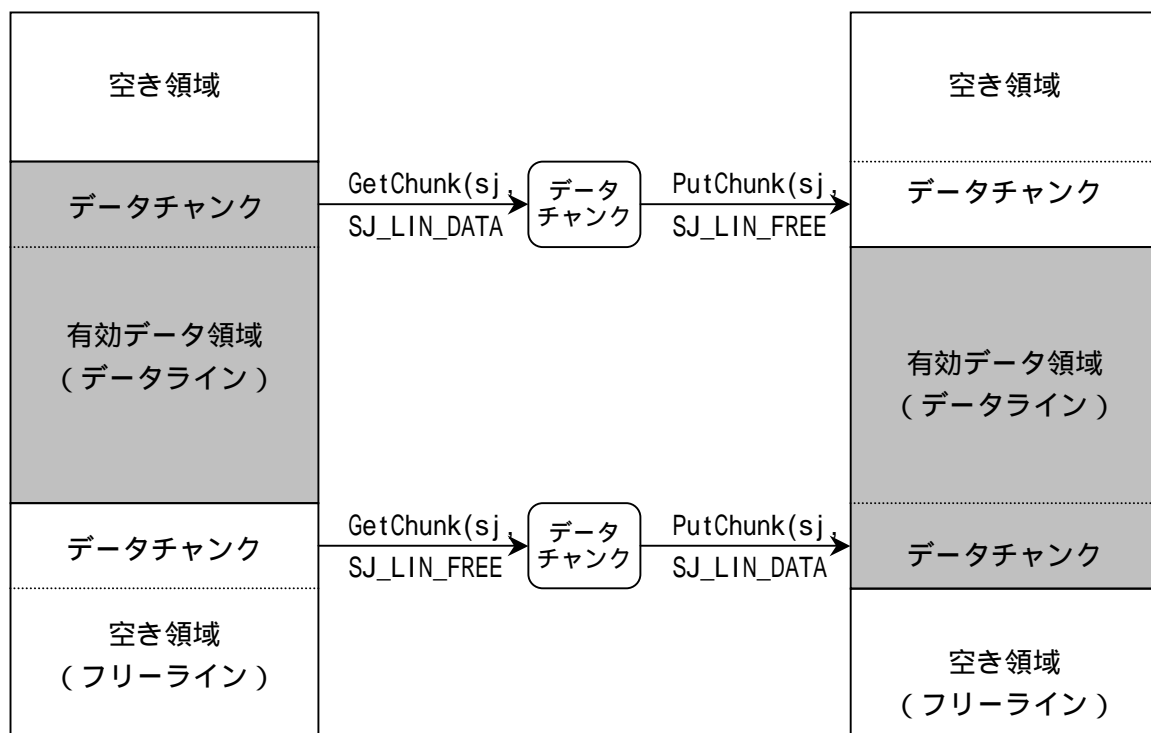 空き領域
データチャンク
有効データ領域
(データライン)
データチャンク
空き領域
(フリーライン)
GetChunk(sj,
SJ_LIN_DATA
データ
チャンク
PutChunk(sj,
SJ_LIN_FREE
GetChunk(sj,
SJ_LIN_FREE
データ
チャンク
PutChunk(sj,
SJ_LIN_DATA
空き領域
データチャンク
有効データ領域
(データライン)
データチャンク
空き領域
(フリーライン)